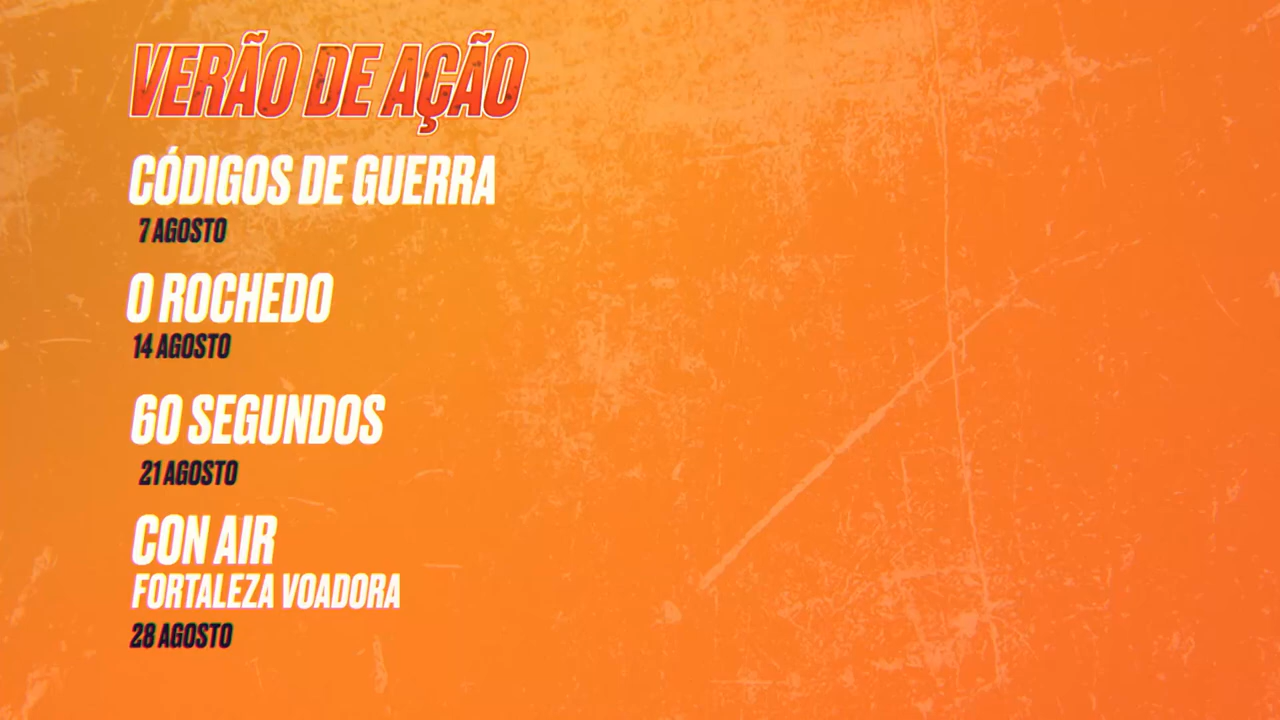 VERÃO DE AÇÃO
CÓDIGOS DE GUERRA
7 AGOSTO
O ROCHEDO
14 AGOSTO
60 SEGUNDOS
21 AGOSTO
CON AIR
FORTALEZA VOADORA
28 AGOSTO